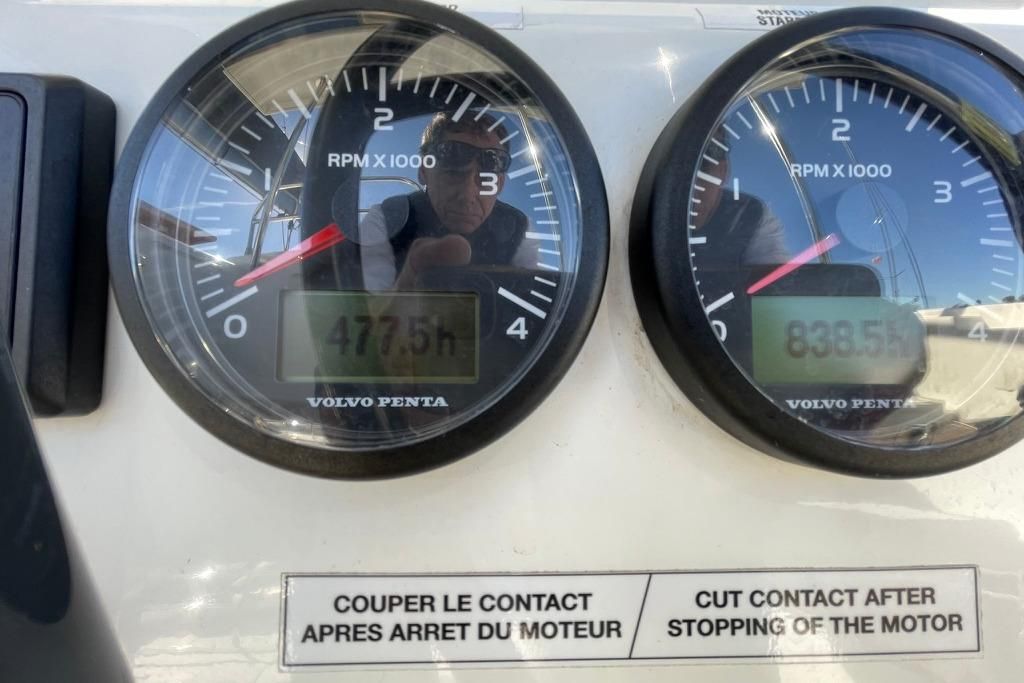 MOTEUR
2
RPM X 1000
1
3
0
4
477.5h
VOLVO PENTA
2
RPM X 1000
1
3
0
4
838.5h
VOLVO PENTA
COUPER LE CONTACT
APRES ARRET DU MOTEUR
CUT CONTACT AFTER
STOPPING OF THE MOTOR